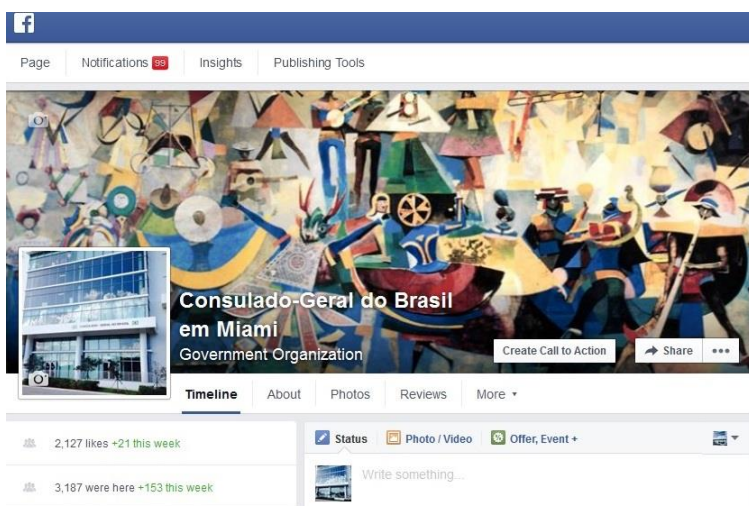 f
Page Notifications 99 Insights Publishing Tools
Consulado-Geral do Brasil
em Miami
Government Organization
Create Call to Action Share •••
Timeline About Photos Reviews More
2,127 likes +21 this week
3,187 were here +153 this week
Status Photo / Video Offer, Event +
Write something...